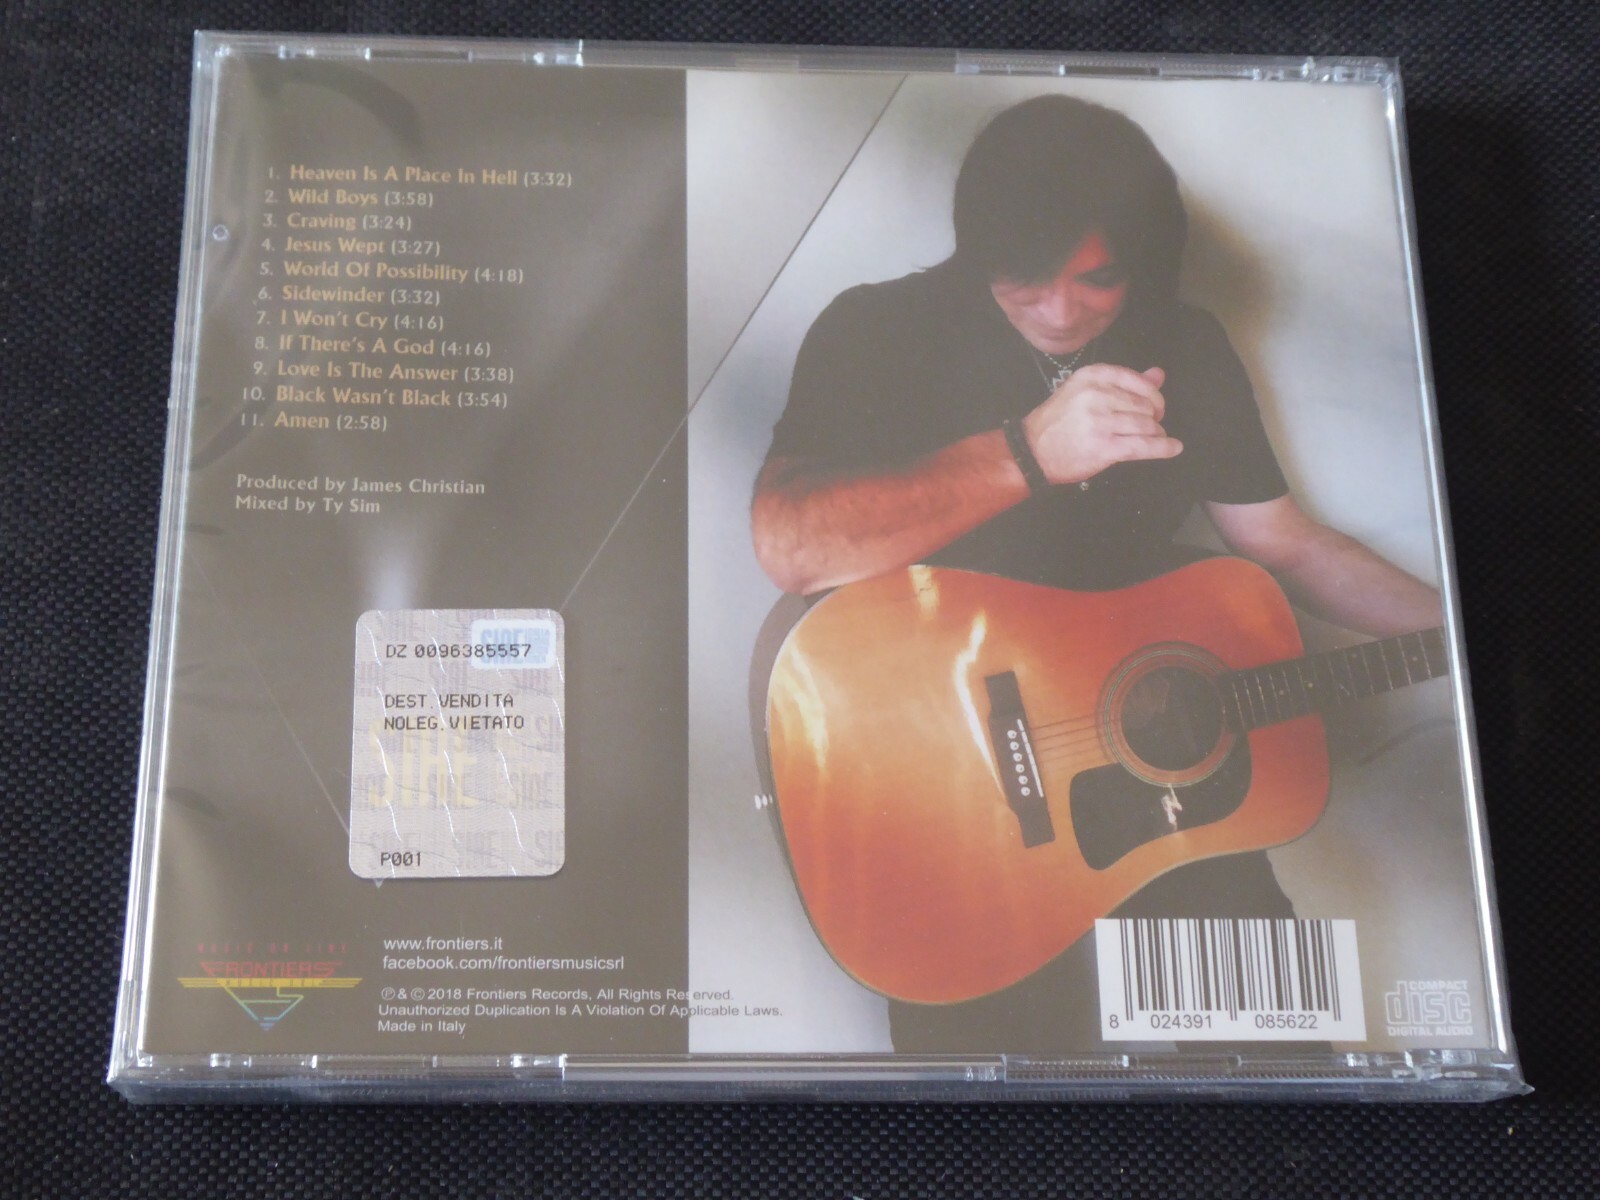 1. Heaven Is A Place In Hell (3:32)
2. Wild Boys (3:58)
3. Craving (3:24)
4. Jesus Wept (3:27)
5. World Of Possibility (4:18)
6. Sidewinder (3:32)
7. I Won't Cry (4:16)
8. If There's A God (4:16)
9. Love Is The Answer (3:38)
10. Black Wasn't Black (3:54)
11. Amen (2:58)
Produced by James Christian
Mixed by Ty Sim
SIAE
DZ 0096385557
DEST.VENDITA
NOLEG.VIETATO
SIAE
P001
FRONTIERS
www.frontiers.it
facebook.com/frontiersmusicsrl
℗ & © 2018 Frontiers Records, All Rights Reserved.
Unauthorized Duplication Is A Violation Of Applicable Laws.
Made in Italy
8 024391 085622
COMPACT
disc
DIGITAL AUDIO